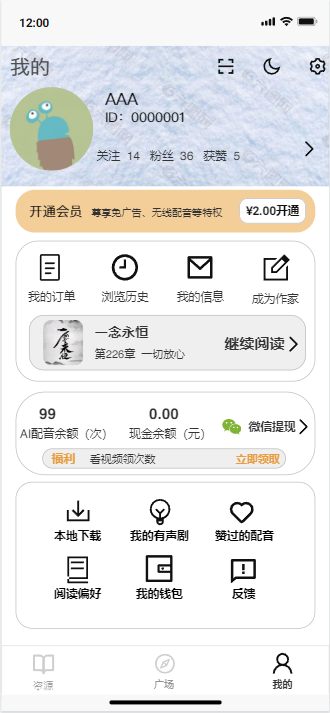 12:00
我的
AAA
ID：0000001
关注 14 粉丝 36 获赞 5
开通会员 尊享免广告、无线配音等特权 ¥2.00开通
我的订单 浏览历史 我的信息 成为作家
一念永恒
第226章 一切放心
继续阅读
99 0.00
AI配音余额（次） 现金余额（元） 微信提现
福利 看视频领次数 立即领取
本地下载 我的有声剧 赞过的配音
阅读偏好 我的钱包 反馈
资源 广场 我的